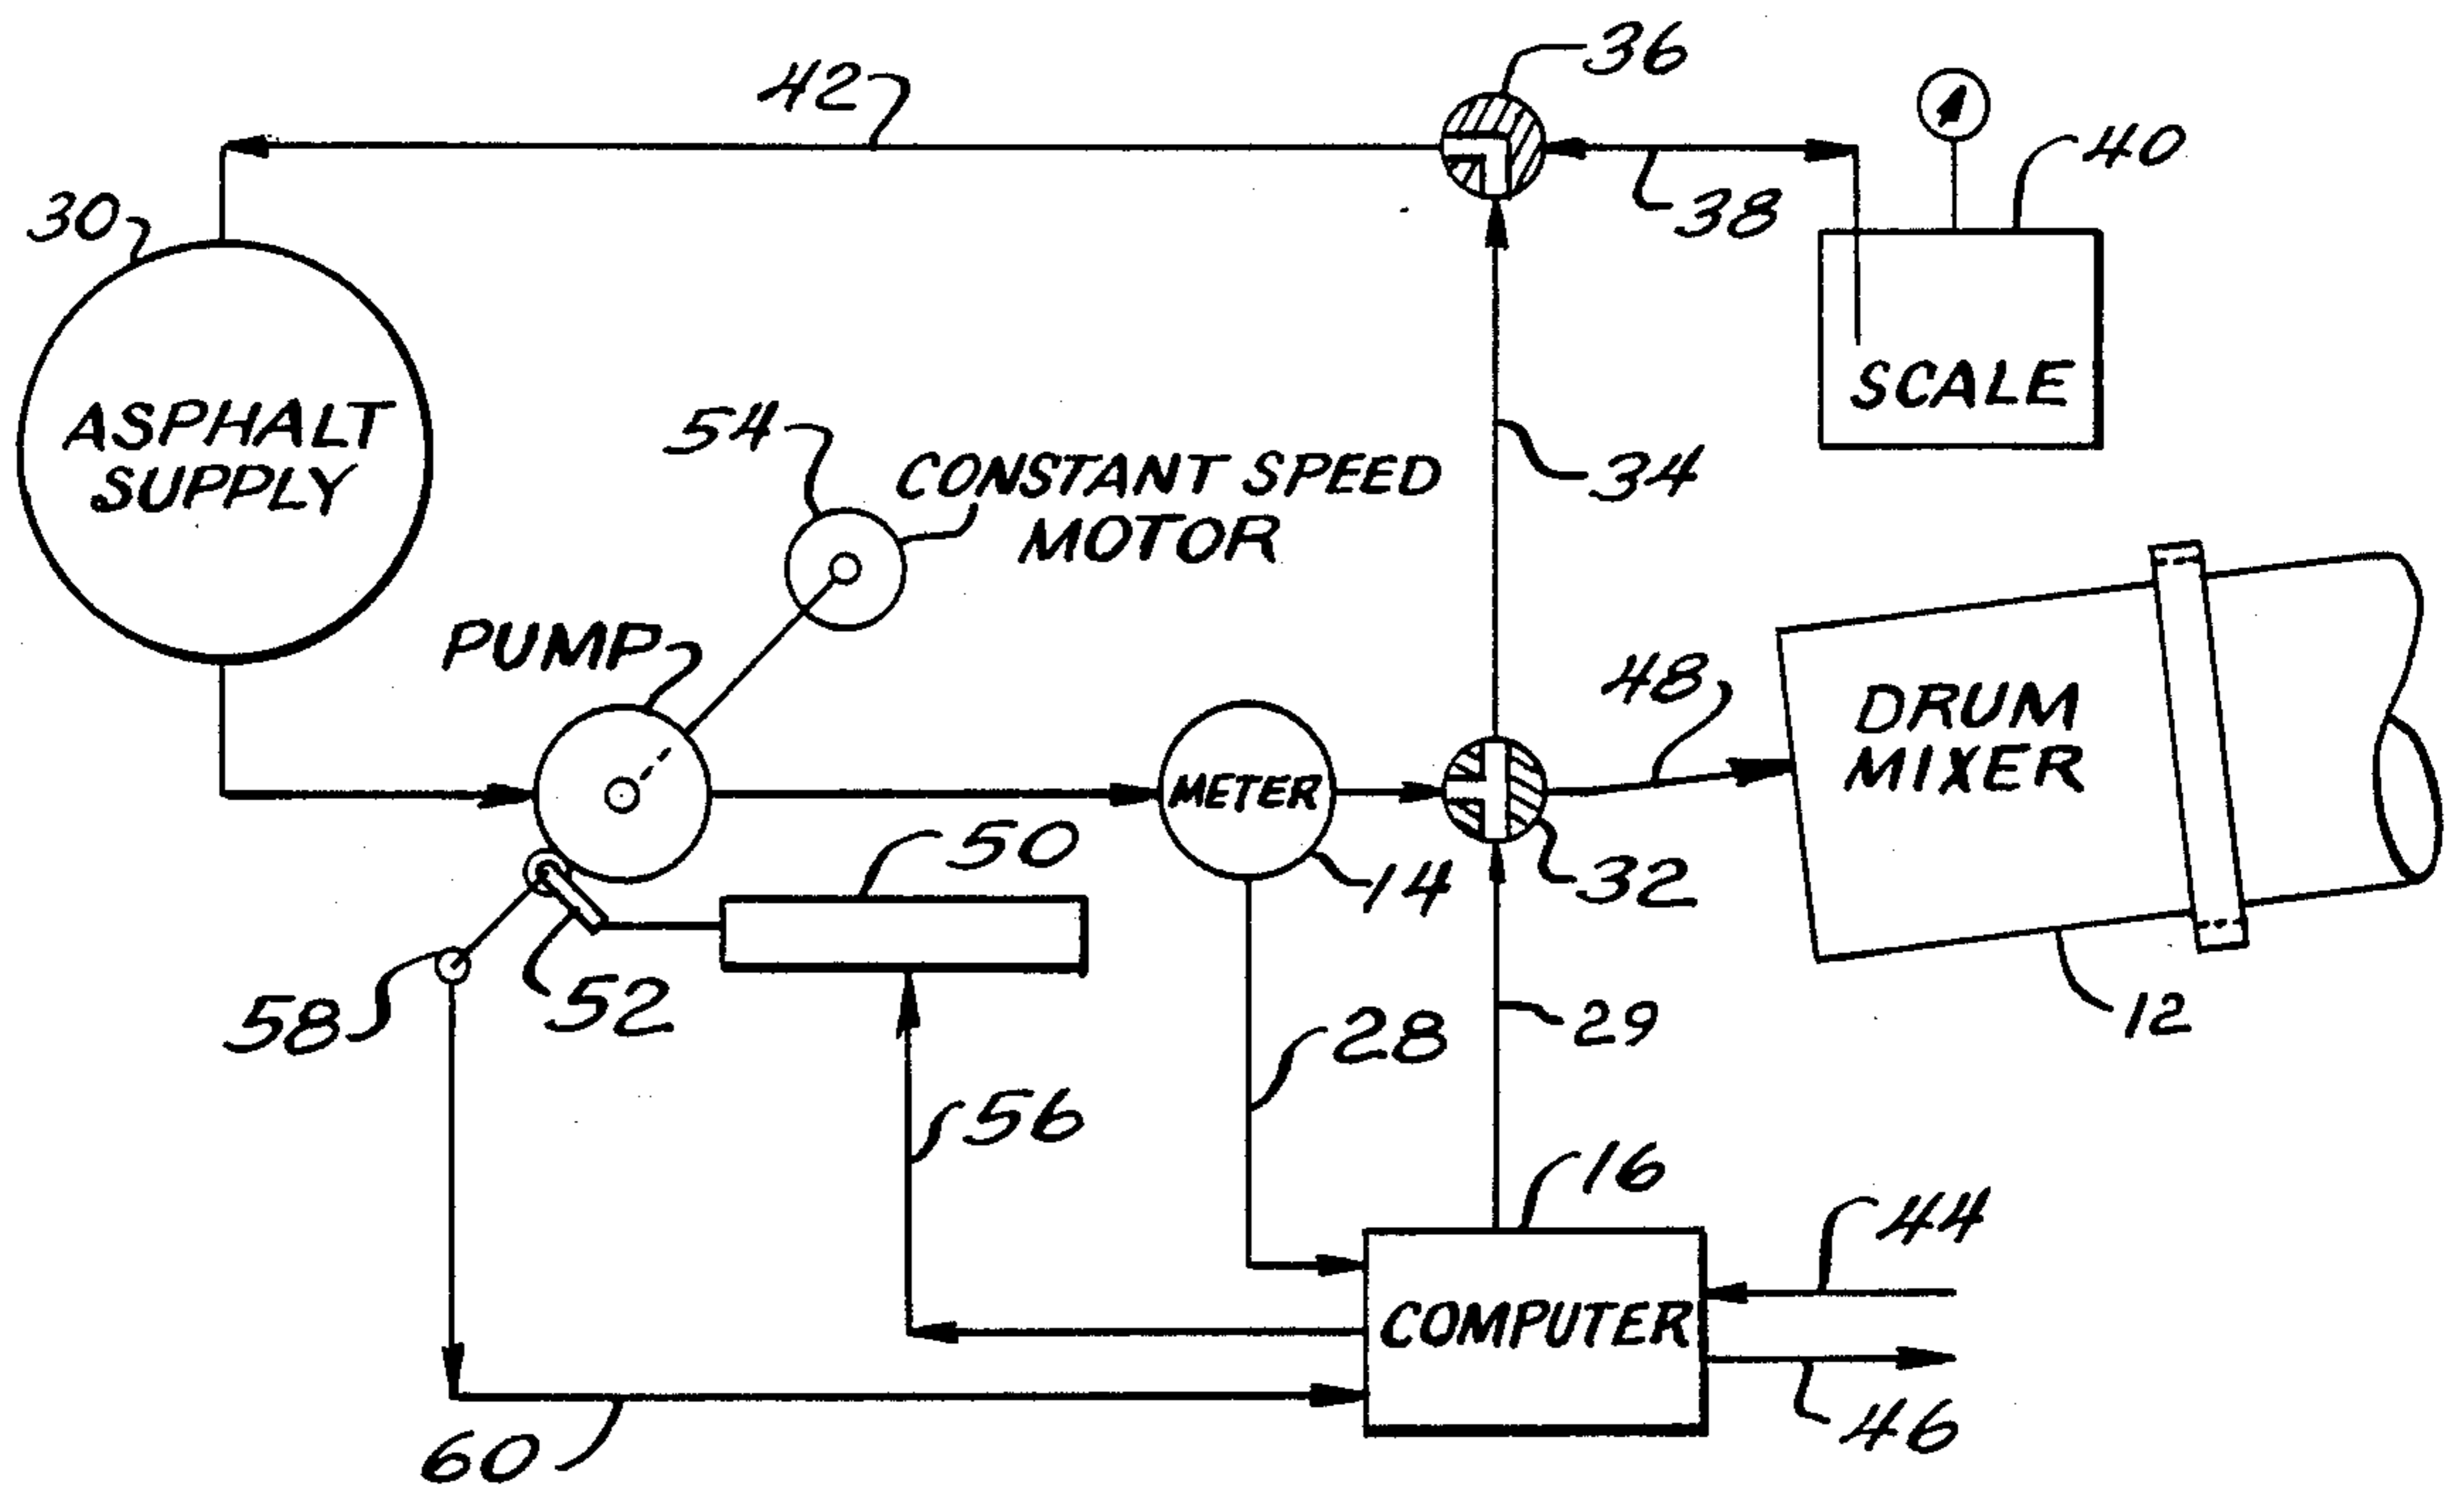 36
42
40
30
38
ASPHALT
SUPPLY
SCALE
54
CONSTANT SPEED
MOTOR
34
PUMP
48
DRUM
MIXER
METER
50
14
32
58
52
28
29
12
56
16
44
COMPUTER
46
60